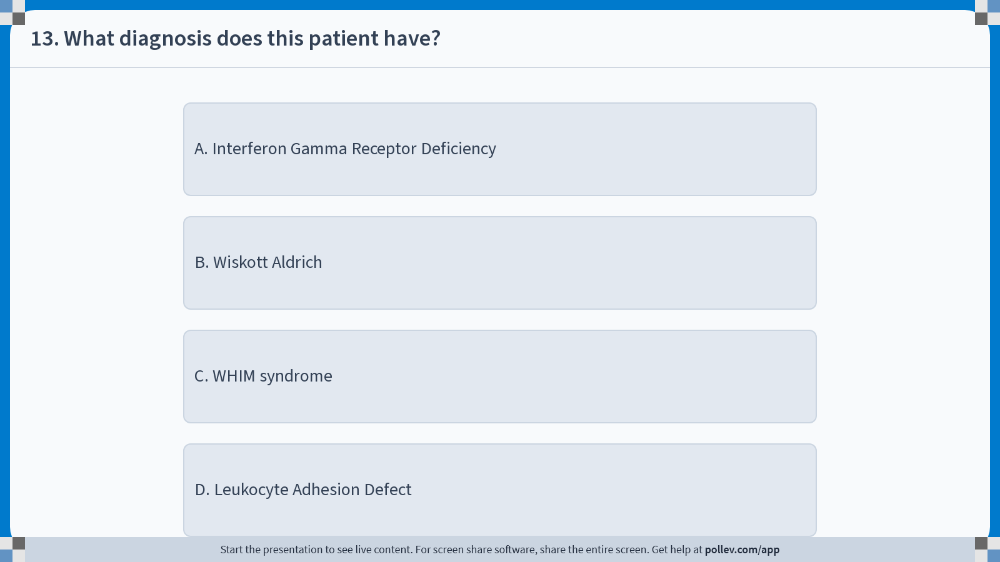 13. What diagnosis does this patient have?
A. Interferon Gamma Receptor Deficiency
B. Wiskott Aldrich
C. WHIM syndrome
D. Leukocyte Adhesion Defect
Start the presentation to see live content. For screen share software, share the entire screen. Get help at pollev.com/app